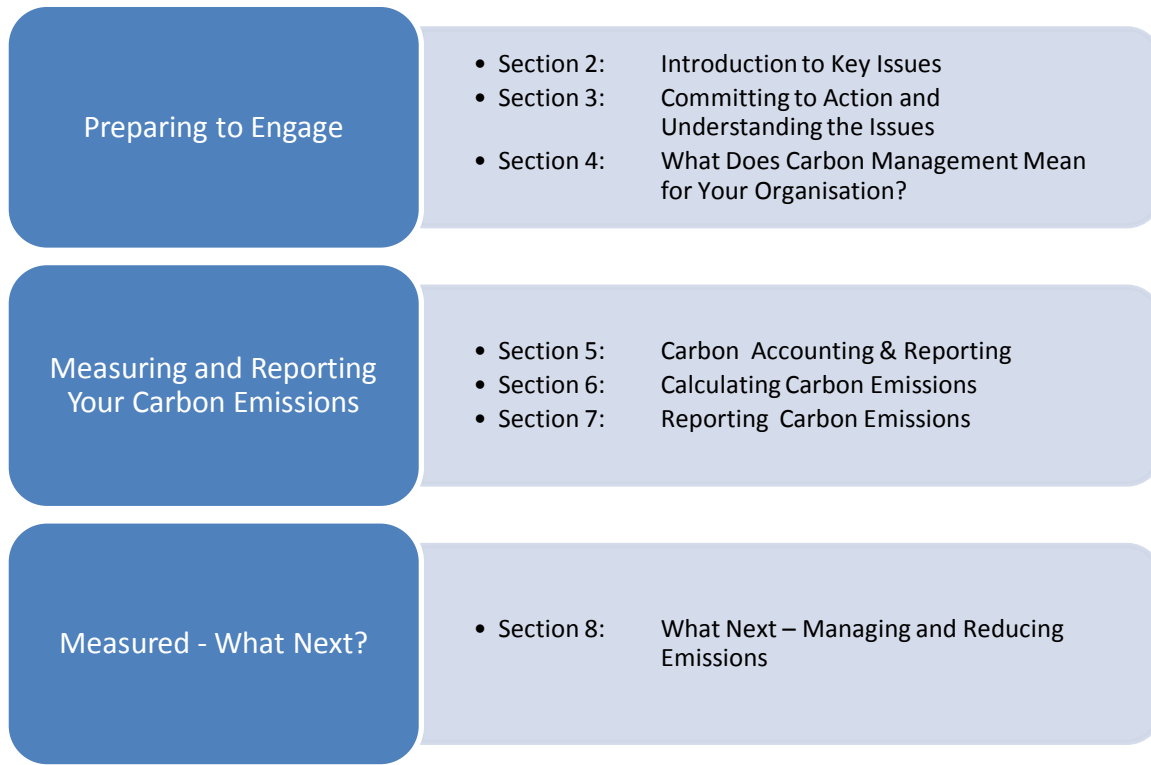 Preparing to Engage
• Section 2: Introduction to Key Issues
• Section 3: Committing to Action and
Understanding the Issues
• Section 4: What Does Carbon Management Mean
for Your Organisation?
Measuring and Reporting
Your Carbon Emissions
• Section 5: Carbon Accounting & Reporting
• Section 6: Calculating Carbon Emissions
• Section 7: Reporting Carbon Emissions
Measured - What Next?
• Section 8: What Next – Managing and Reducing
Emissions